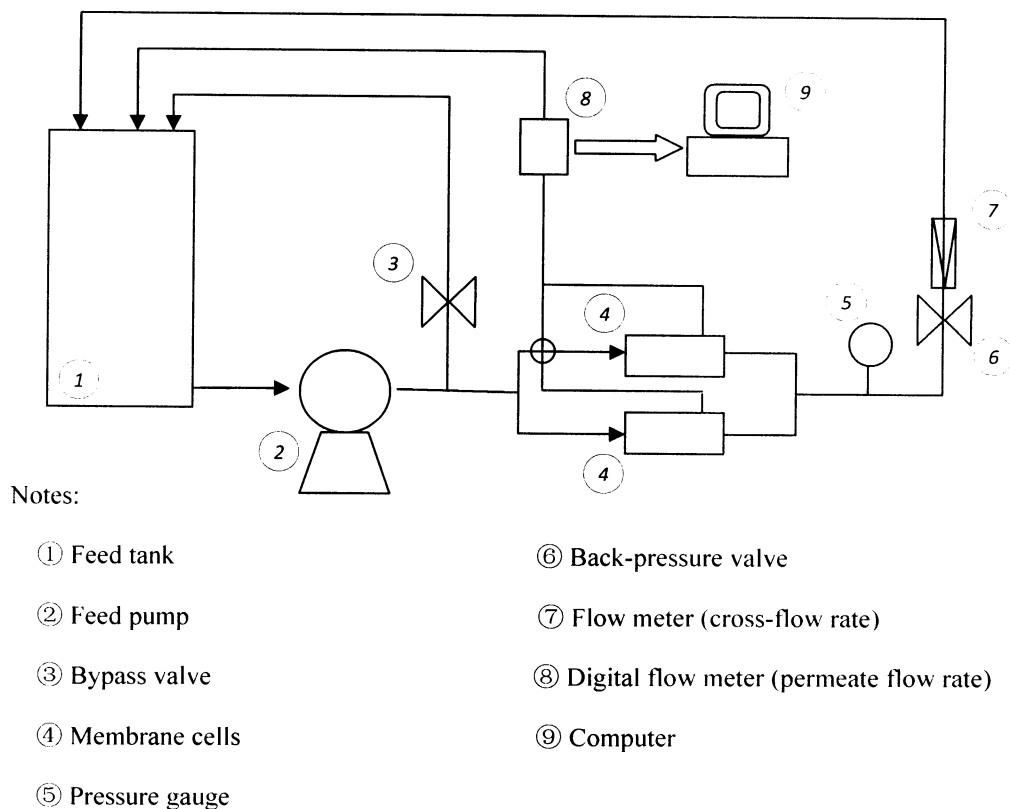 8
9
7
3
4
5
6
1
2
4
Notes:
① Feed tank
② Feed pump
③ Bypass valve
④ Membrane cells
⑤ Pressure gauge
⑥ Back-pressure valve
⑦ Flow meter (cross-flow rate)
⑧ Digital flow meter (permeate flow rate)
⑨ Computer